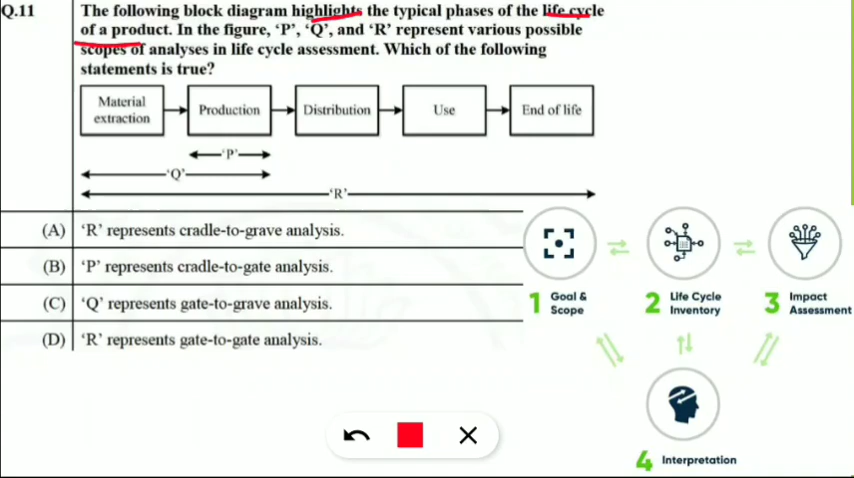 Q.11
The following block diagram highlights the typical phases of the life cycle
of a product. In the figure, 'P', 'Q', and 'R' represent various possible
scopes of analyses in life cycle assessment. Which of the following
statements is true?
Material
extraction
Production
Distribution
Use
End of life
'P'
'Q'
'R'
(A) 'R' represents cradle-to-grave analysis.
(B) 'P' represents cradle-to-gate analysis.
(C) 'Q' represents gate-to-grave analysis.
(D) 'R' represents gate-to-gate analysis.
1 Goal &
Scope
2 Life Cycle
Inventory
3 Impact
Assessment
4 Interpretation